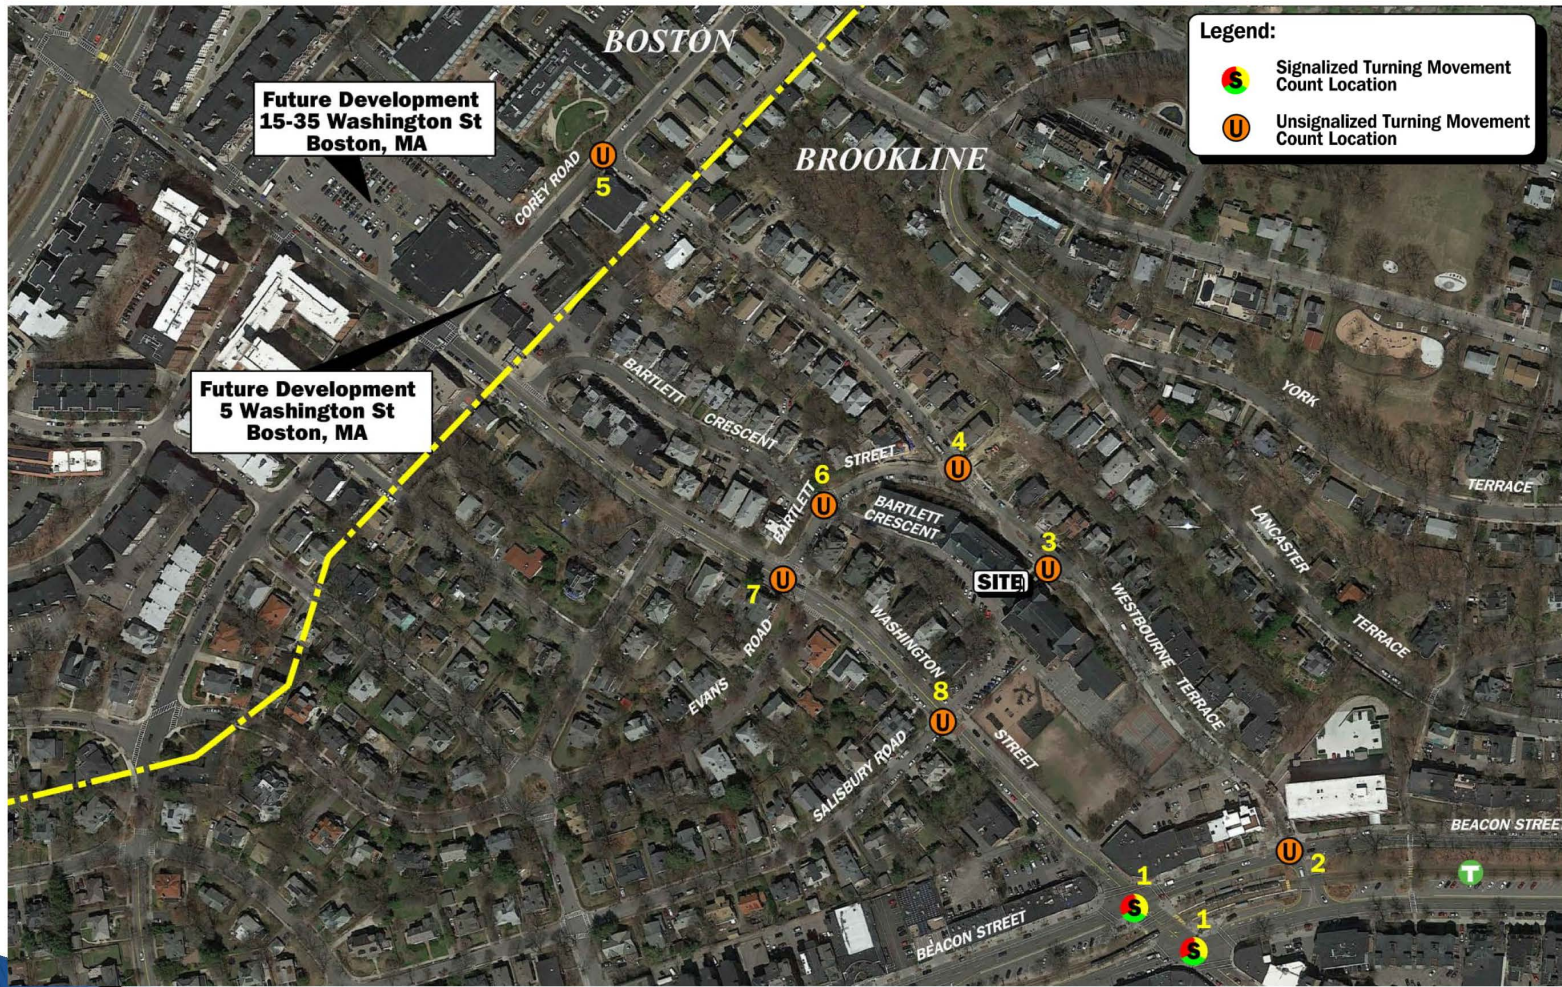 BOSTON
Legend:
S
Signalized Turning Movement
Count Location
U
Unsignalized Turning Movement
Count Location
Future Development
15-35 Washington St
Boston, MA
BROOKLINE
U
5
COREY ROAD
Future Development
5 Washington St
Boston, MA
BARTLETT
CRESCENT
YORK
TERRACE
STREET
4
U
6
U
BARTLETT
BARTLETT
CRESCENT
LANCASTER
TERRACE
3
U
SITE
7
U
WESTBOURNE
TERRACE
WASHINGTON
STREET
EVANS
ROAD
8
U
SALISBURY ROAD
BEACON STREET
U
2
T
1
S
1
S
BEACON STREET